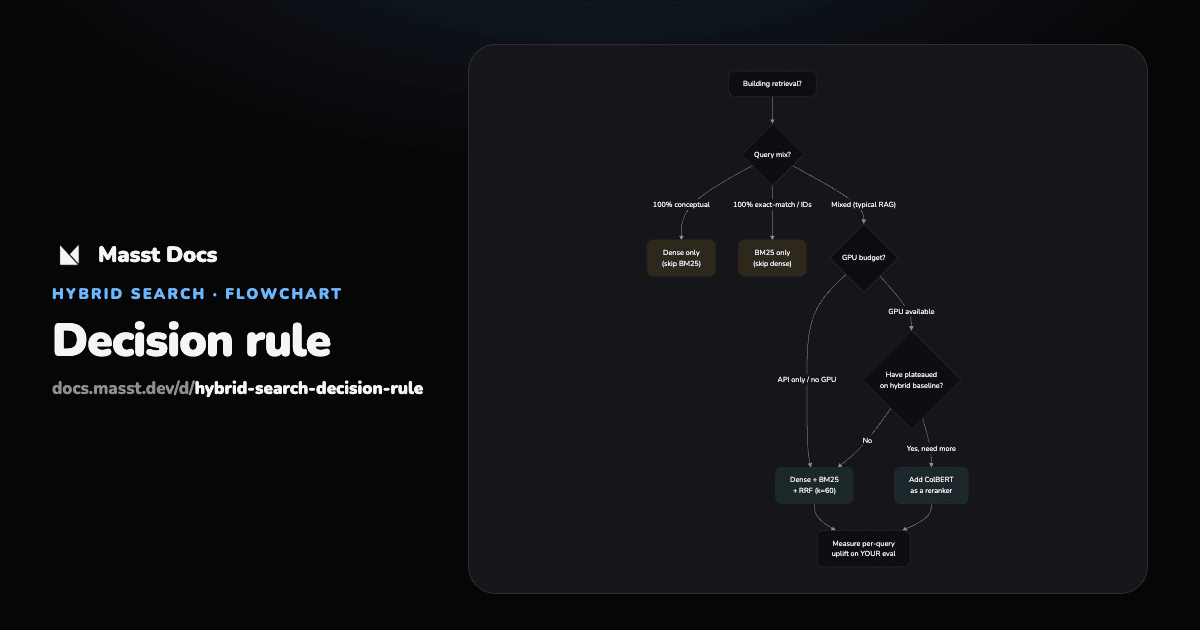 Masst Docs
HYBRID SEARCH · FLOWCHART
Decision rule
docs.masst.dev/d/hybrid-search-decision-rule
Building retrieval?
Query mix?
100% conceptual
100% exact-match / IDs
Mixed (typical RAG)
Dense only
(skip BM25)
BM25 only
(skip dense)
GPU budget?
GPU available
API only / no GPU
Have plateaued
on hybrid baseline?
No
Yes, need more
Dense + BM25
+ RRF (k=60)
Add ColBERT
as a reranker
Measure per-query
uplift on YOUR eval